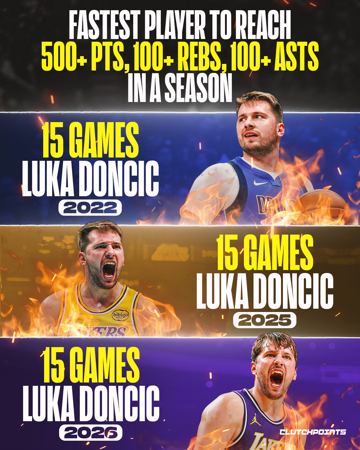 FASTEST PLAYER TO REACH
500+ PTS, 100+ REBS, 100+ ASTS
IN A SEASON
15 GAMES
LUKA DONCIC
2022
15 GAMES
LUKA DONCIC
2025
15 GAMES
LUKA DONCIC
2026
CLUTCHPOINTS